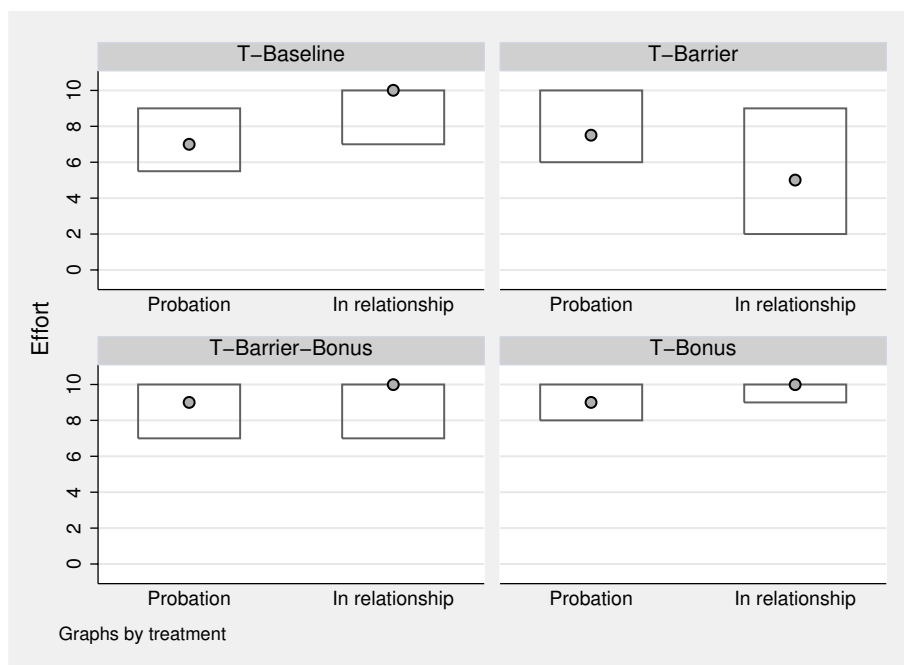 T−Baseline
T−Barrier
10
8
6
4
2
0
Probation
In relationship
Probation
In relationship
Effort
T−Barrier−Bonus
T−Bonus
10
8
6
4
2
0
Probation
In relationship
Probation
In relationship
Graphs by treatment